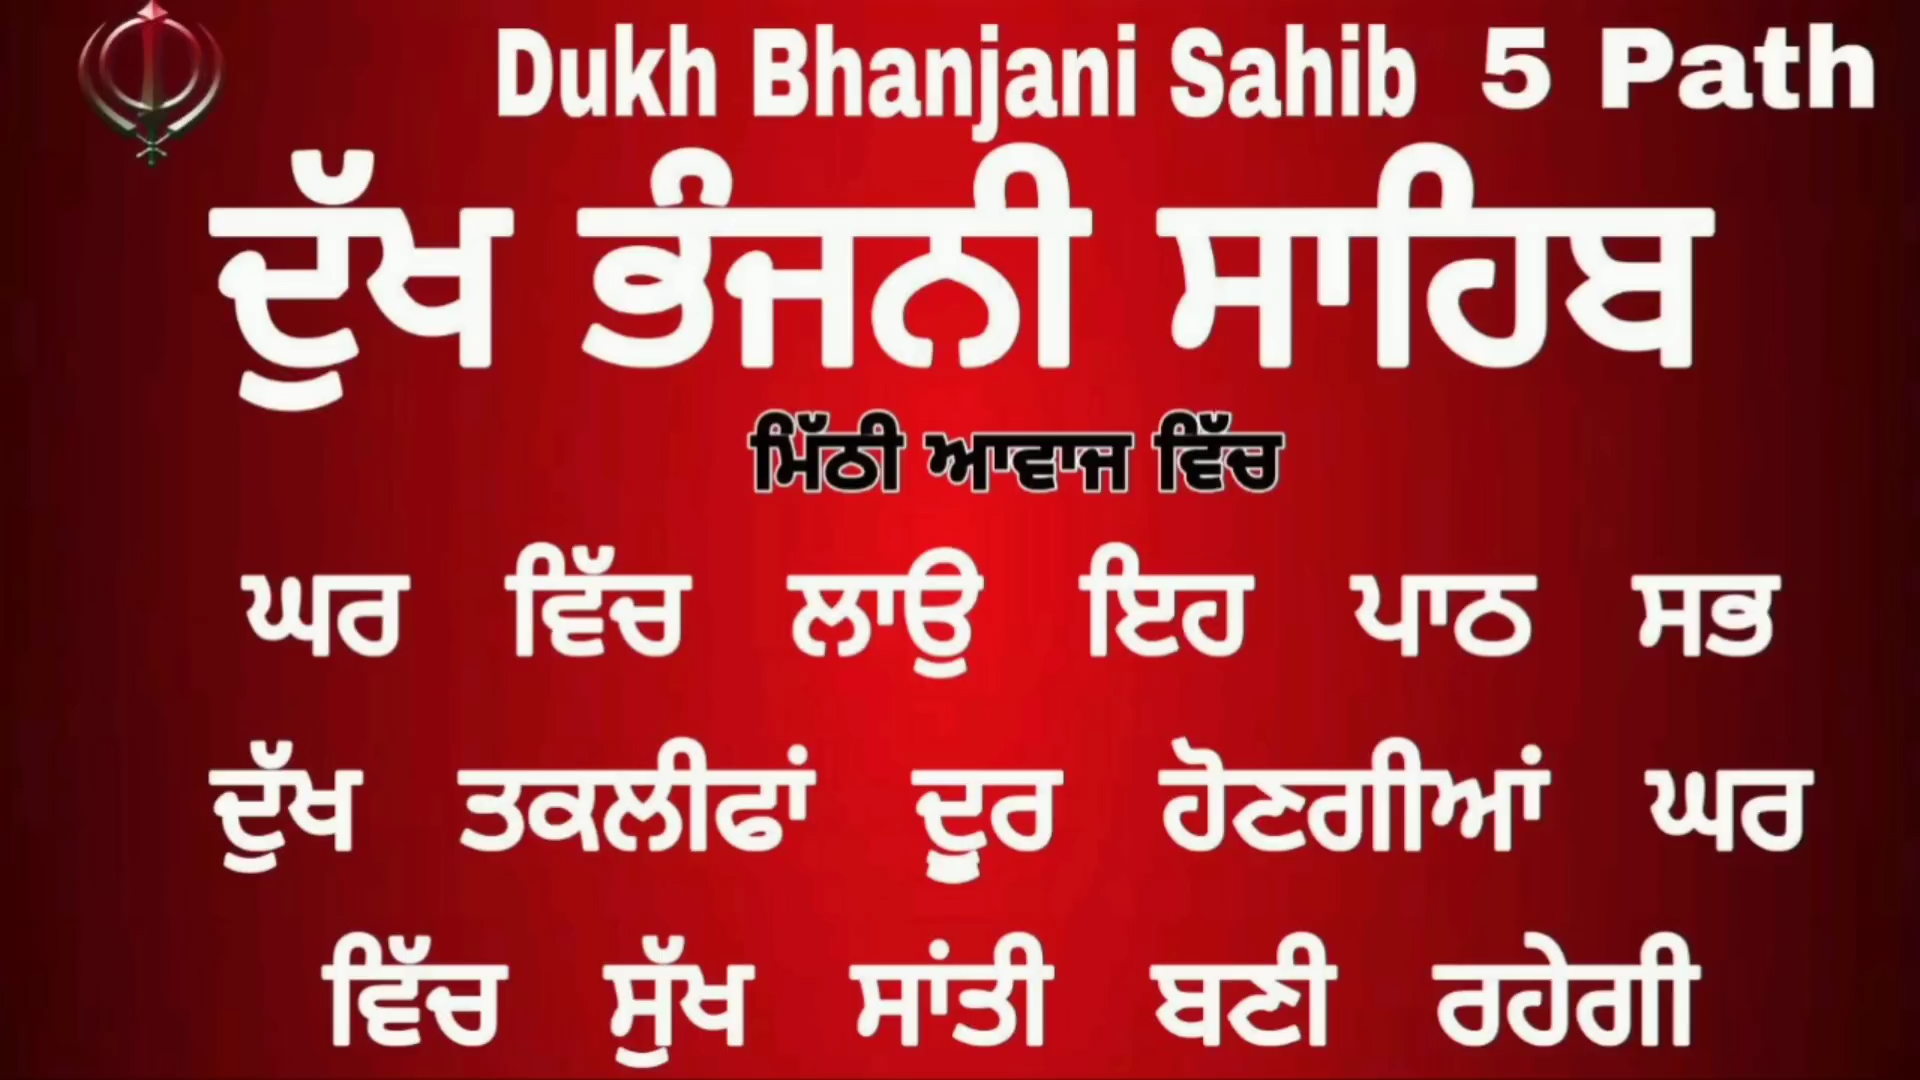 Dukh Bhanjani Sahib 5 Path
ਦੁੱਖ ਭੰਜਨੀ ਸਾਹਿਬ
ਮਿੱਠੀ ਆਵਾਜ ਵਿੱਚ
ਘਰ ਵਿੱਚ ਲਾਉ ਇਹ ਪਾਠ ਸਭ
ਦੁੱਖ ਤਕਲੀਫਾਂ ਦੂਰ ਹੋਣਗੀਆਂ ਘਰ
ਵਿੱਚ ਸੁੱਖ ਸਾਂਤੀ ਬਣੀ ਰਹੇਗੀ